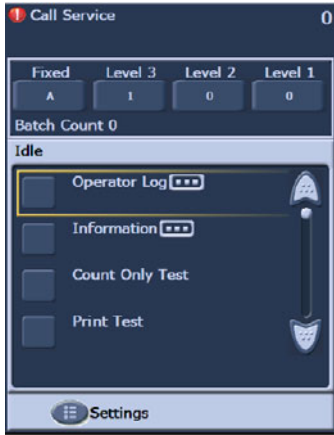 Call Service 0
Fixed Level 3 Level 2 Level 1
A 1 0 0
Batch Count 0
Idle
Operator Log
Information
Count Only Test
Print Test
Settings